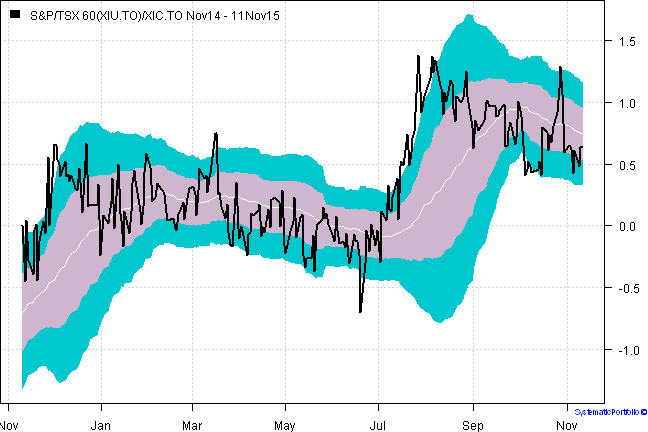 S&P/TSX 60(XIU.TO)/XIC.TO Nov14 - 11Nov15
1.5
1.0
0.5
0.0
-0.5
-1.0
SystematicPortfolio ©
Nov Jan Mar May Jul Sep Nov